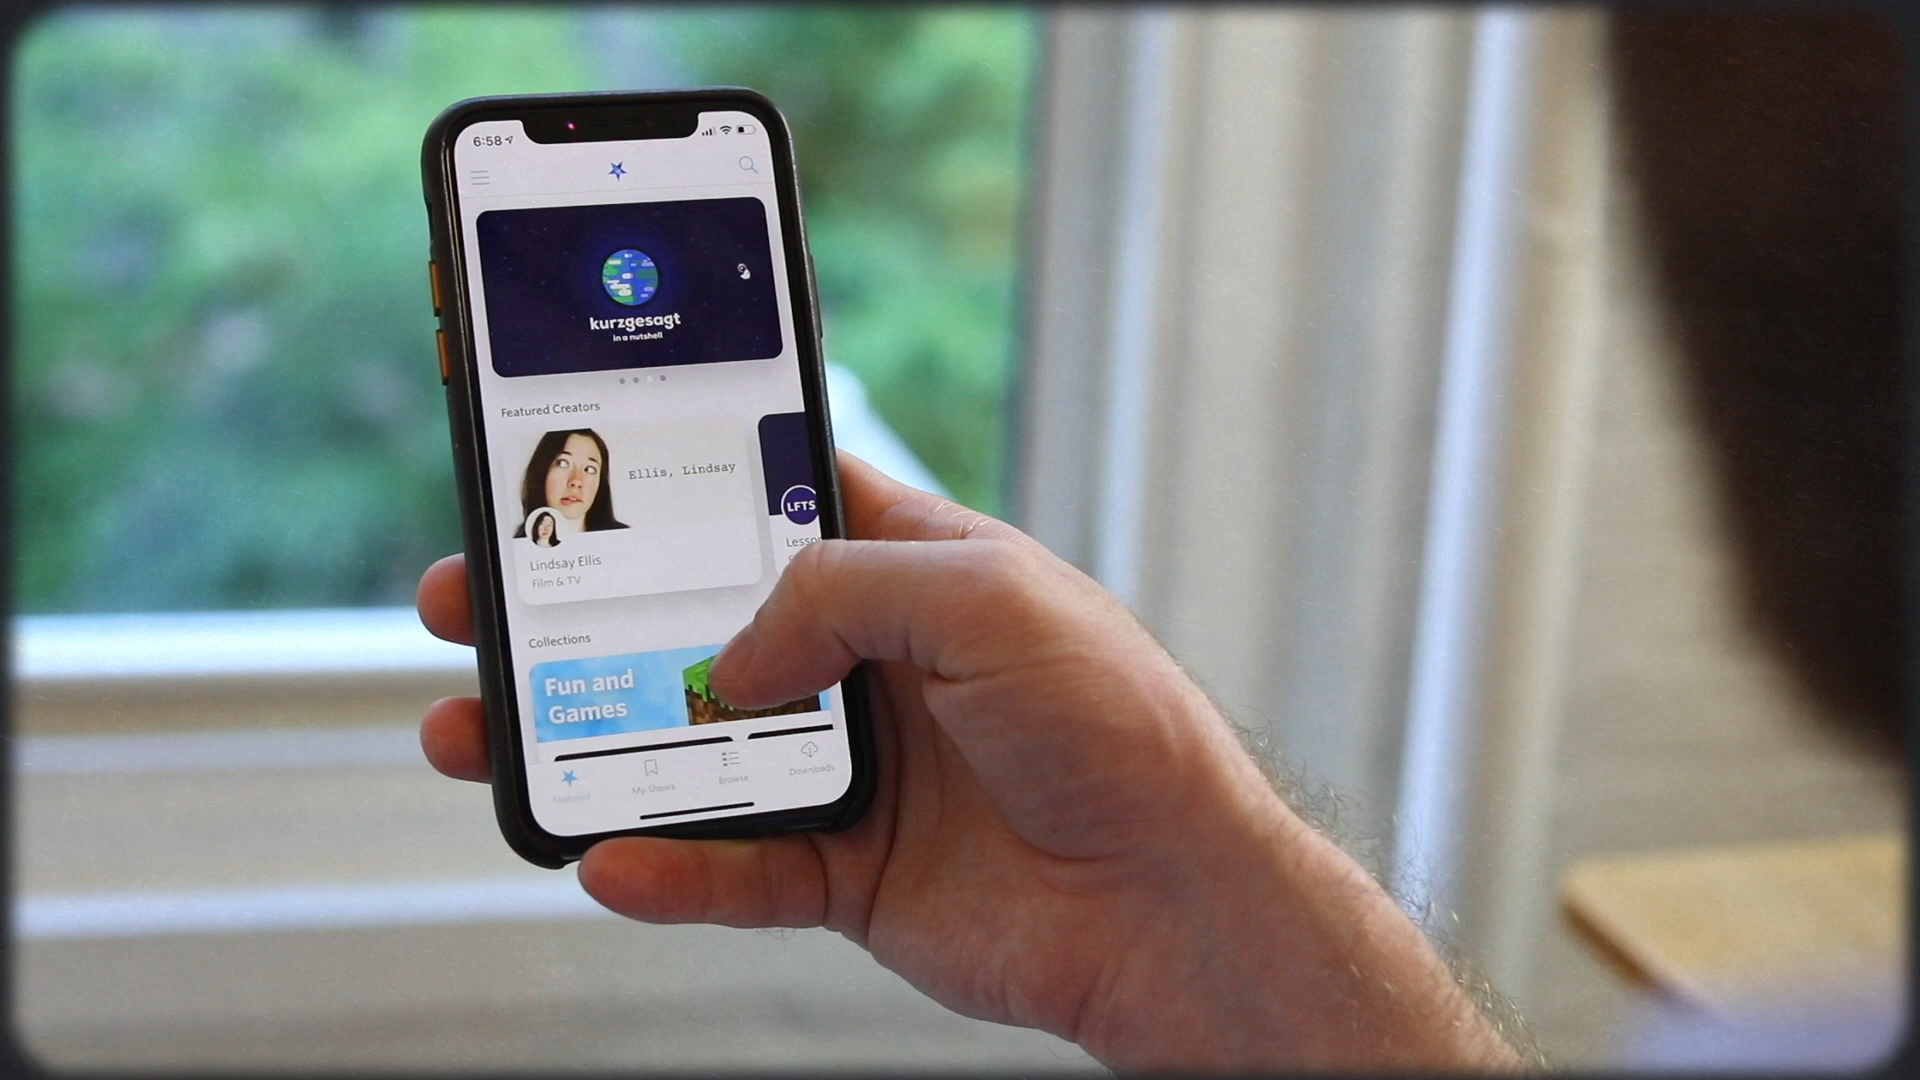 6:58
kurzgesagt
in a nutshell
Featured Creators
Ellis, Lindsay
LFTS
Lindsay Ellis
Film & TV
Collections
Fun and
Games
Featured
My Shows
Browse
Downloads